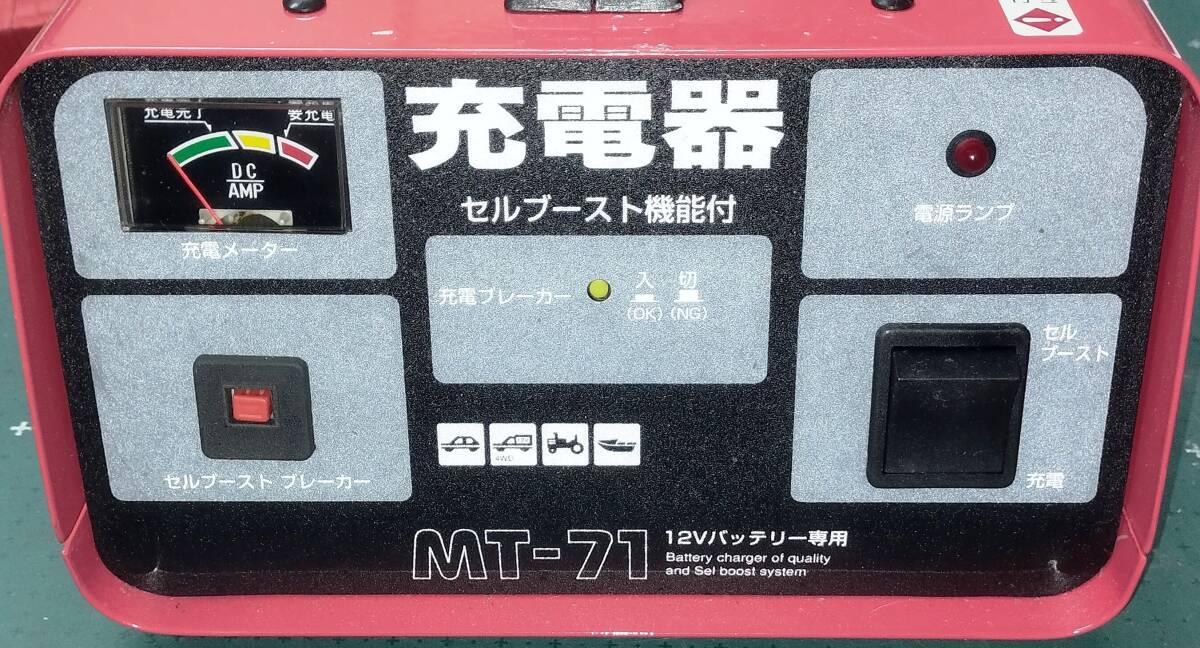 充電完了 要充電
DC
AMP
充電メーター
充電器
セルブースト機能付
電源ランプ
充電ブレーカー 入 切
(OK) (NG)
セル
ブースト
充電
セルブースト ブレーカー
4WD
MT-71
12Vバッテリー専用
Battery charger of quality
and Sel boost system